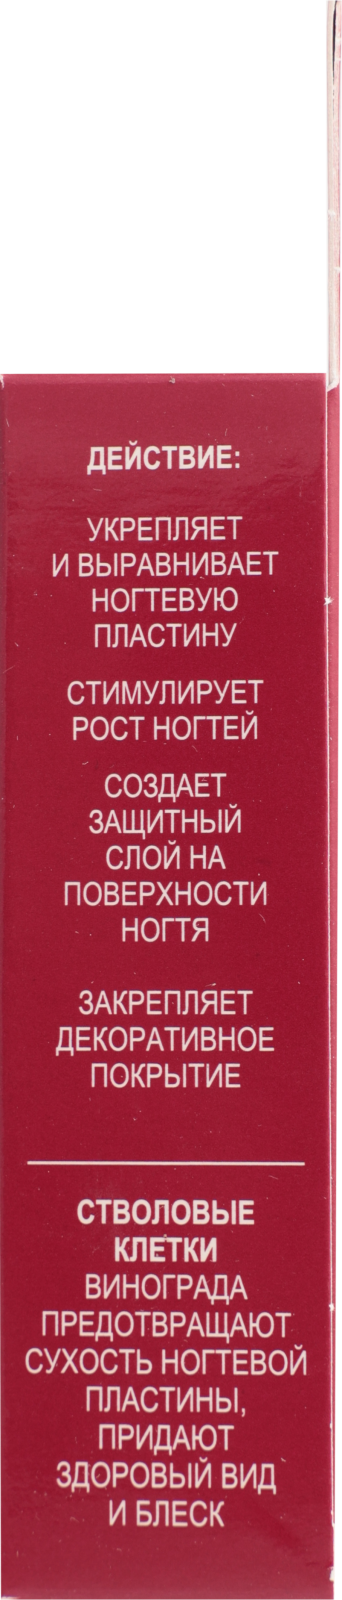 ДЕЙСТВИЕ:
УКРЕПЛЯЕТ
И ВЫРАВНИВАЕТ
НОГТЕВУЮ
ПЛАСТИНУ
СТИМУЛИРУЕТ
РОСТ НОГТЕЙ
СОЗДАЕТ
ЗАЩИТНЫЙ
СЛОЙ НА
ПОВЕРХНОСТИ
НОГТЯ
ЗАКРЕПЛЯЕТ
ДЕКОРАТИВНОЕ
ПОКРЫТИЕ
СТВОЛОВЫЕ
КЛЕТКИ
ВИНОГРАДА
ПРЕДОТВРАЩАЮТ
СУХОСТЬ НОГТЕВОЙ
ПЛАСТИНЫ,
ПРИДАЮТ
ЗДОРОВЫЙ ВИД
И БЛЕСК